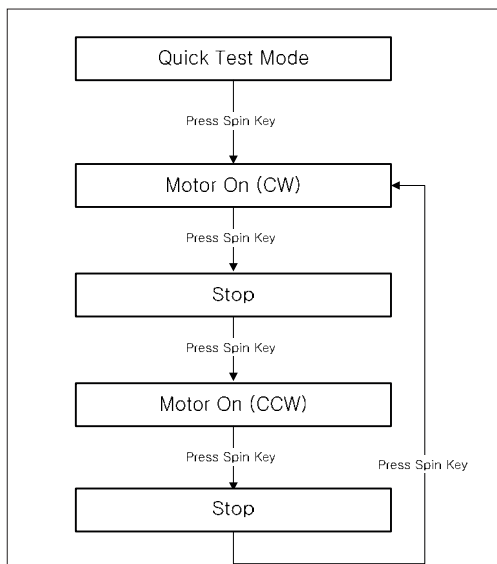 Quick Test Mode
Press Spin Key
Motor On (CW)
Press Spin Key
Stop
Press Spin Key
Motor On (CCW)
Press Spin Key
Press Spin Key
Stop